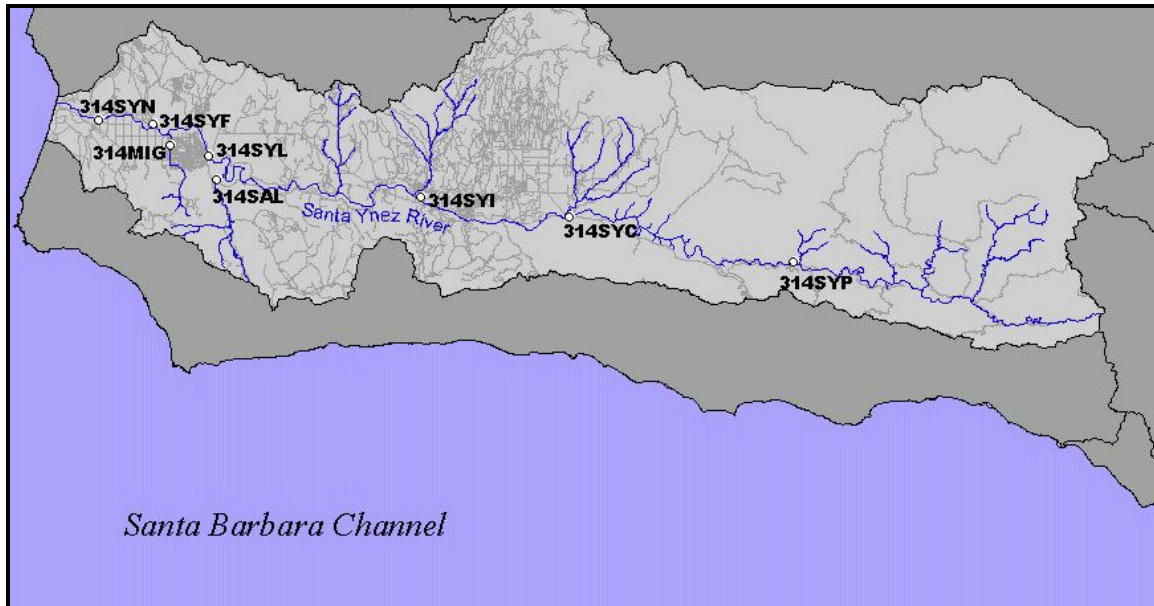 314SYN
314SYF
314MIG
314SYL
314SAL
314SYI
Santa Ynez River
314SYC
314SYP
Santa Barbara Channel